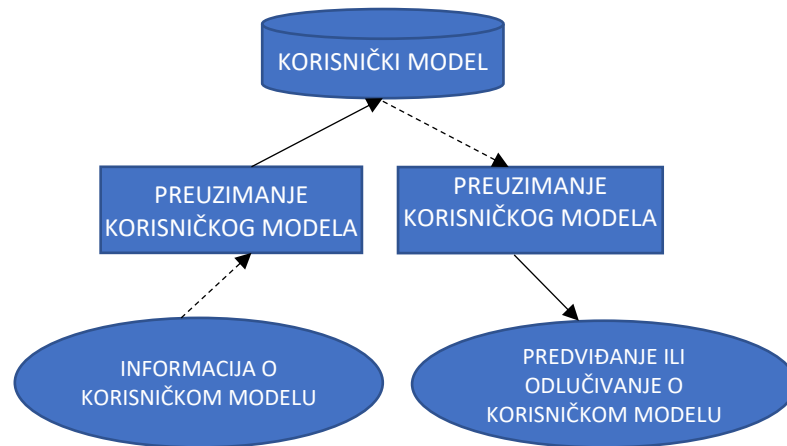 KORISNIČKI MODEL
PREUZIMANJE
KORISNIČKOG MODELA
PREUZIMANJE
KORISNIČKOG MODELA
INFORMACIJA O
KORISNIČKOM MODELU
PREDVIĐANJE ILI
ODLUČIVANJE O
KORISNIČKOM MODELU